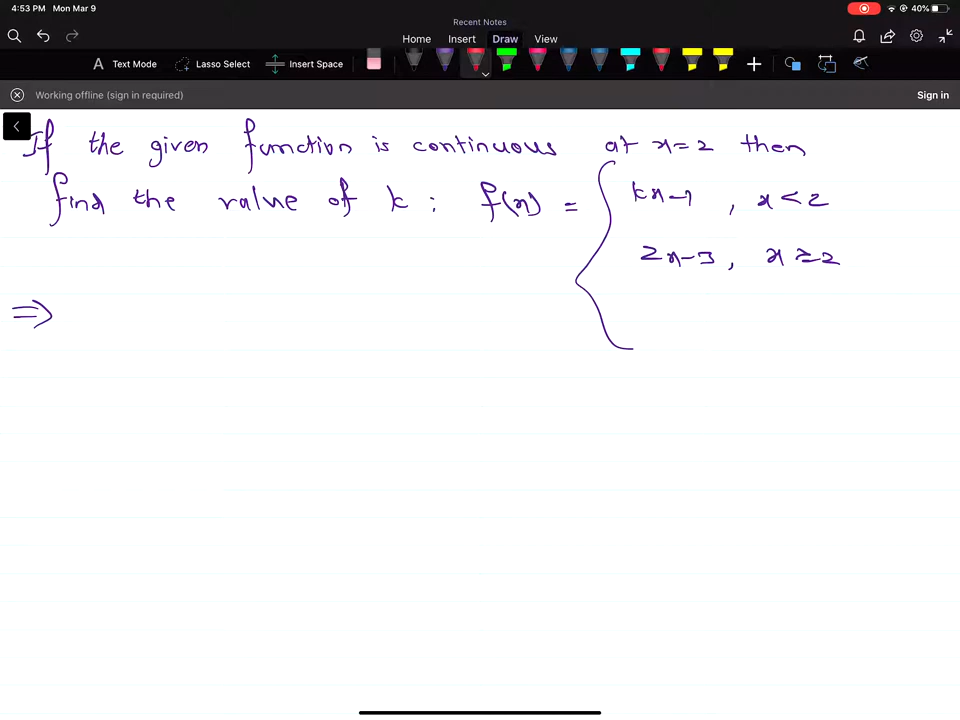 4:53 PM Mon Mar 9
40%
Recent Notes
Home Insert Draw View
Text Mode Lasso Select Insert Space
Working offline (sign in required) Sign in
If the given function is continuous at x=2 then
find the value of k : f(x) = { kx-1 , x<2
2x-3, x≥2
⇒